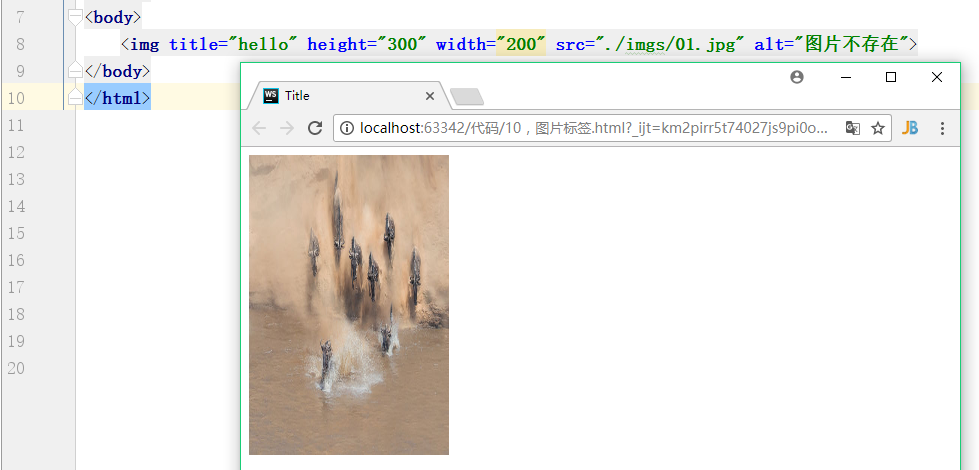 7 <body>
8 <img title="hello" height="300" width="200" src="./imgs/01.jpg" alt="图片不存在">
9 </body>
10 </html>
11
12
13
14
15
16
17
18
19
20
WS Title
localhost:63342/代码/10，图片标签.html?_ijt=km2pirr5t74027js9pi0o... JB